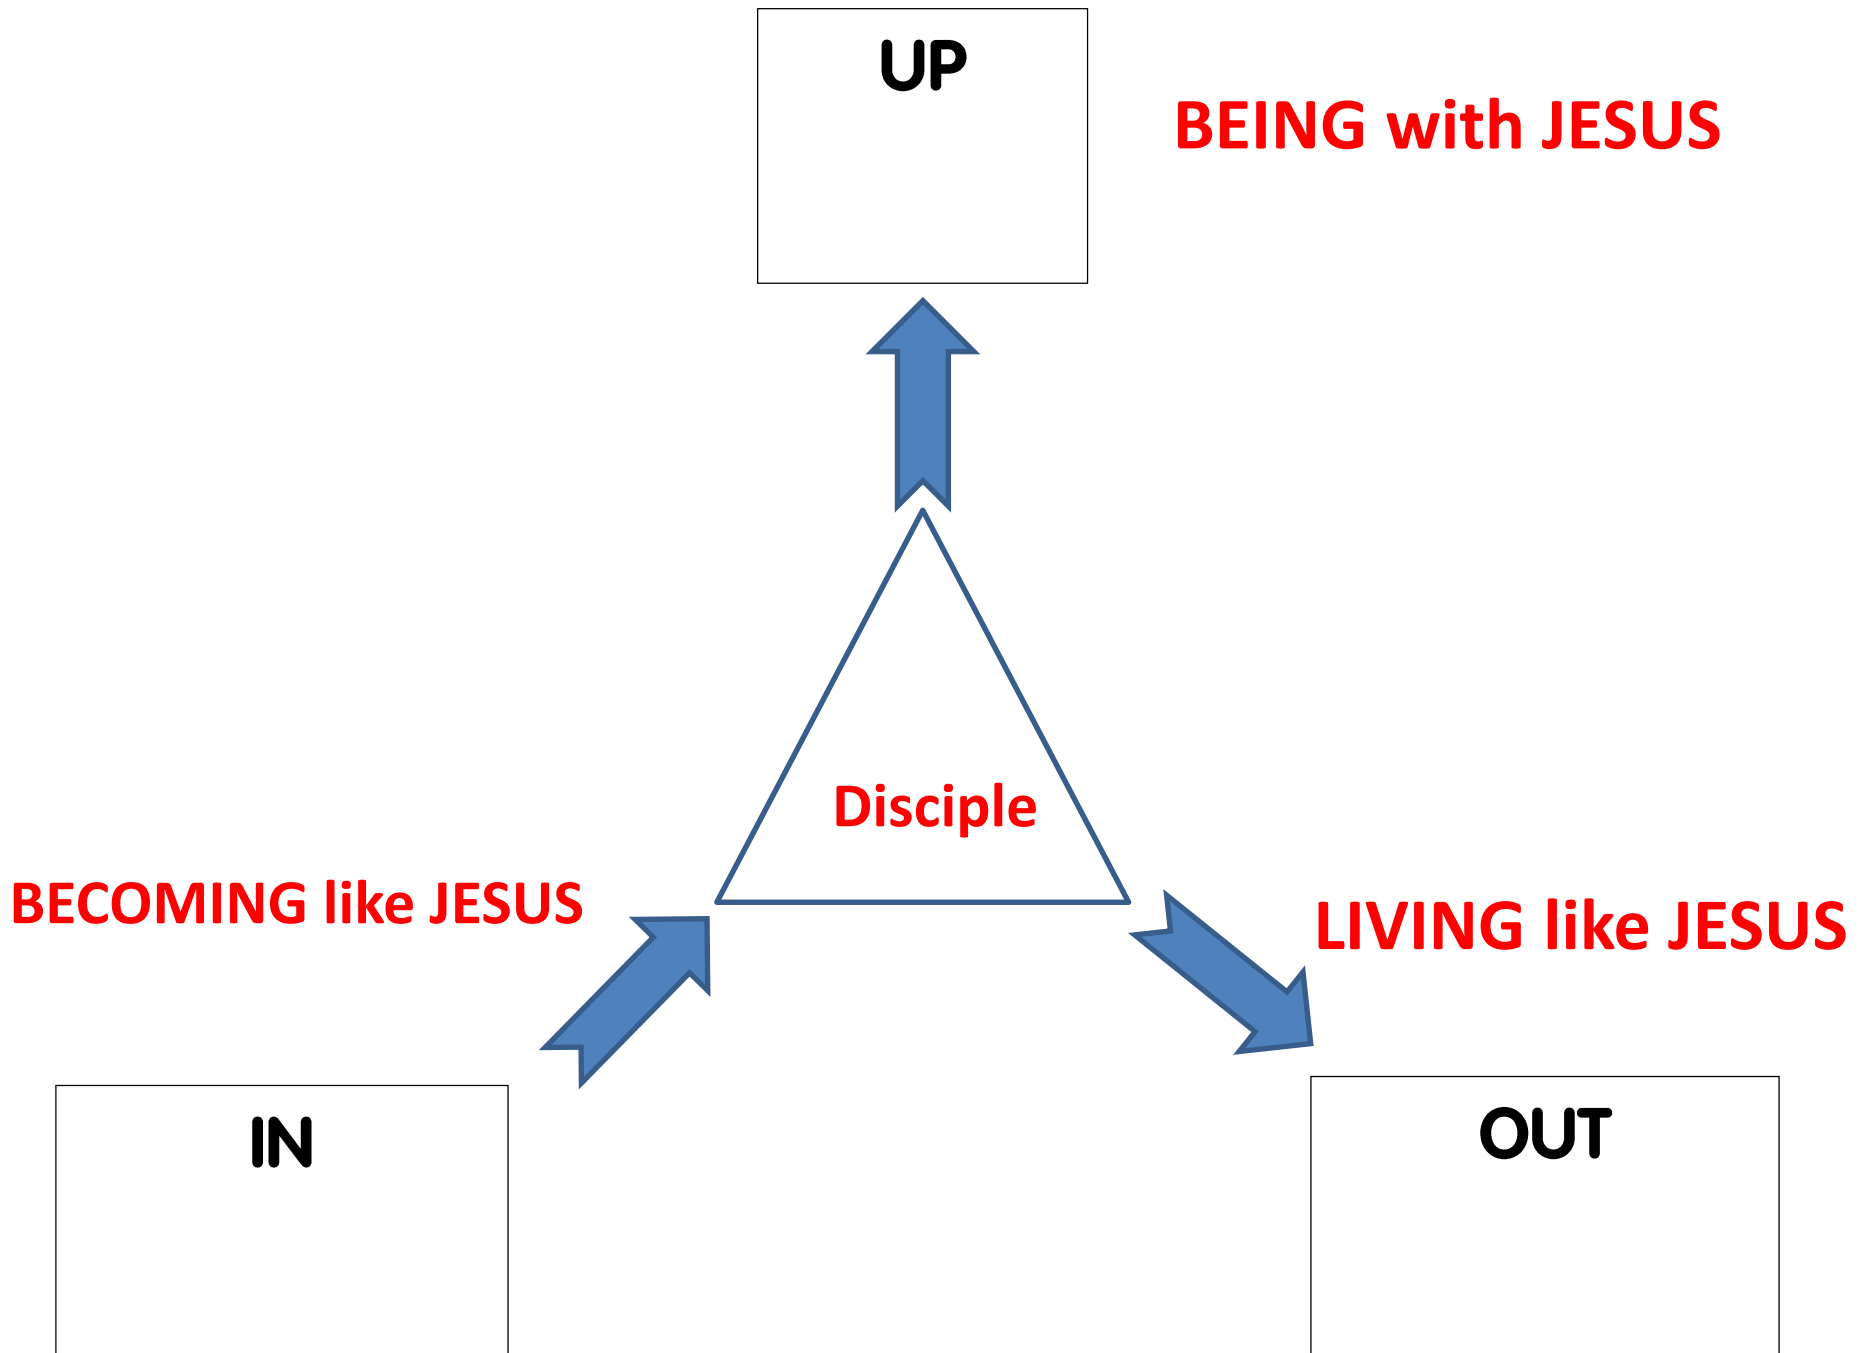 UP
BEING with JESUS
Disciple
BECOMING like JESUS
LIVING like JESUS
IN
OUT